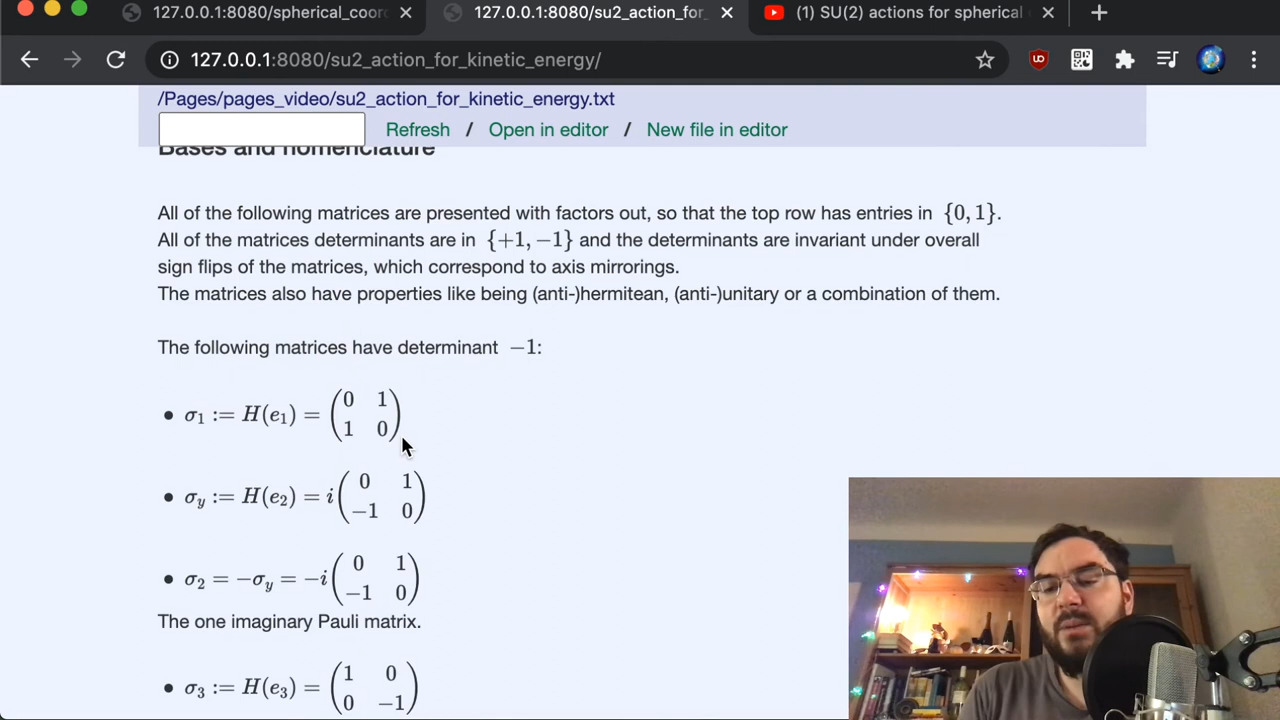 127.0.0.1:8080/spherical_coor
127.0.0.1:8080/su2_action_for_
(1) SU(2) actions for spherical
127.0.0.1:8080/su2_action_for_kinetic_energy/
/Pages/pages_video/su2_action_for_kinetic_energy.txt
Refresh / Open in editor / New file in editor
Bases and nomenclature
All of the following matrices are presented with factors out, so that the top row has entries in {0, 1}.
All of the matrices determinants are in {+1, −1} and the determinants are invariant under overall
sign flips of the matrices, which correspond to axis mirrorings.
The matrices also have properties like being (anti-)hermitean, (anti-)unitary or a combination of them.
The following matrices have determinant −1:
• σ₁ := H(e₁) = (0 1
1 0)
• σ_y := H(e₂) = i(0 1
−1 0)
• σ₂ = −σ_y = −i(0 1
−1 0)
The one imaginary Pauli matrix.
• σ₃ := H(e₃) = (1 0
0 −1)